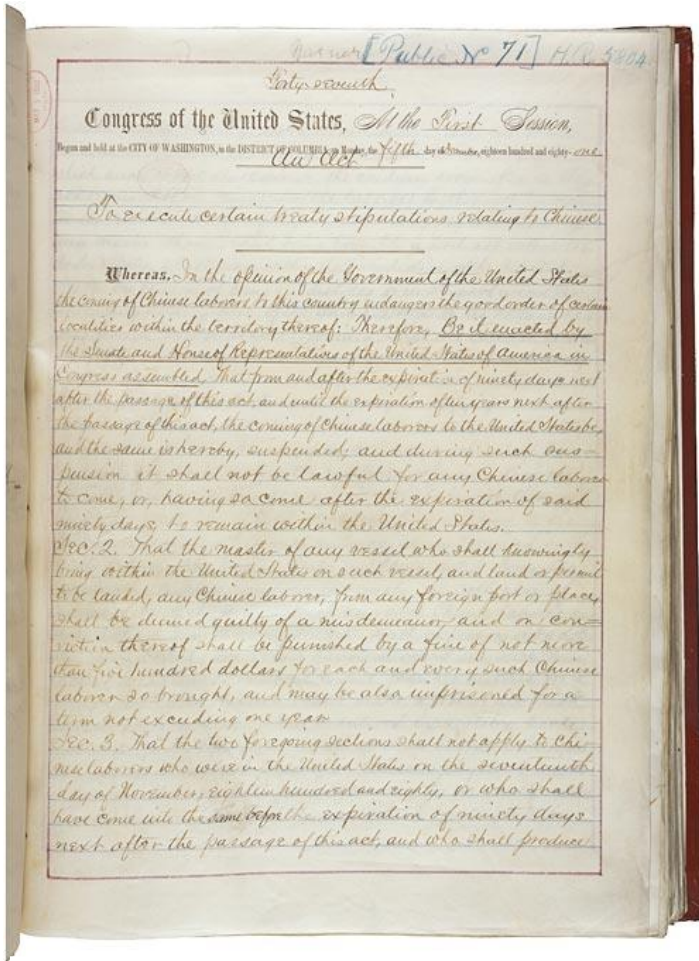 [Public No 71] H.R. 5804.
Forty-seventh
Congress of the United States, At the First Session,
Begun and held at the CITY OF WASHINGTON, in the DISTRICT OF COLUMBIA, on Monday, the fifth day of December, eighteen hundred and eighty-one
An Act
To execute certain treaty stipulations relating to Chinese.
Whereas, In the opinion of the Government of the United States
the coming of Chinese laborers to this country endangers the good order of certain
localities within the territory thereof: Therefore, Be it enacted by
the Senate and House of Representatives of the United States of America in
Congress assembled, That from and after the expiration of ninety days next
after the passage of this act, and until the expiration of ten years next after
the passage of this act, the coming of Chinese laborers to the United States be,
and the same is hereby, suspended; and during such sus-
pension it shall not be lawful for any Chinese laborer
to come, or, having so come after the expiration of said
ninety days, to remain within the United States.
Sec. 2. That the master of any vessel who shall knowingly
bring within the United States on such vessel, and land or permit
to be landed, any Chinese laborer, from any foreign port or place,
shall be deemed guilty of a misdemeanor, and on con=
viction thereof shall be punished by a fine of not more
than five hundred dollars for each and every such Chinese
laborer so brought, and may be also imprisoned for a
term not exceeding one year.
Sec. 3. That the two foregoing sections shall not apply to Chi-
nese laborers who were in the United States on the seventeenth
day of November, eighteen hundred and eighty, or who shall
have come into the same before the expiration of ninety days
next after the passage of this act, and who shall produce